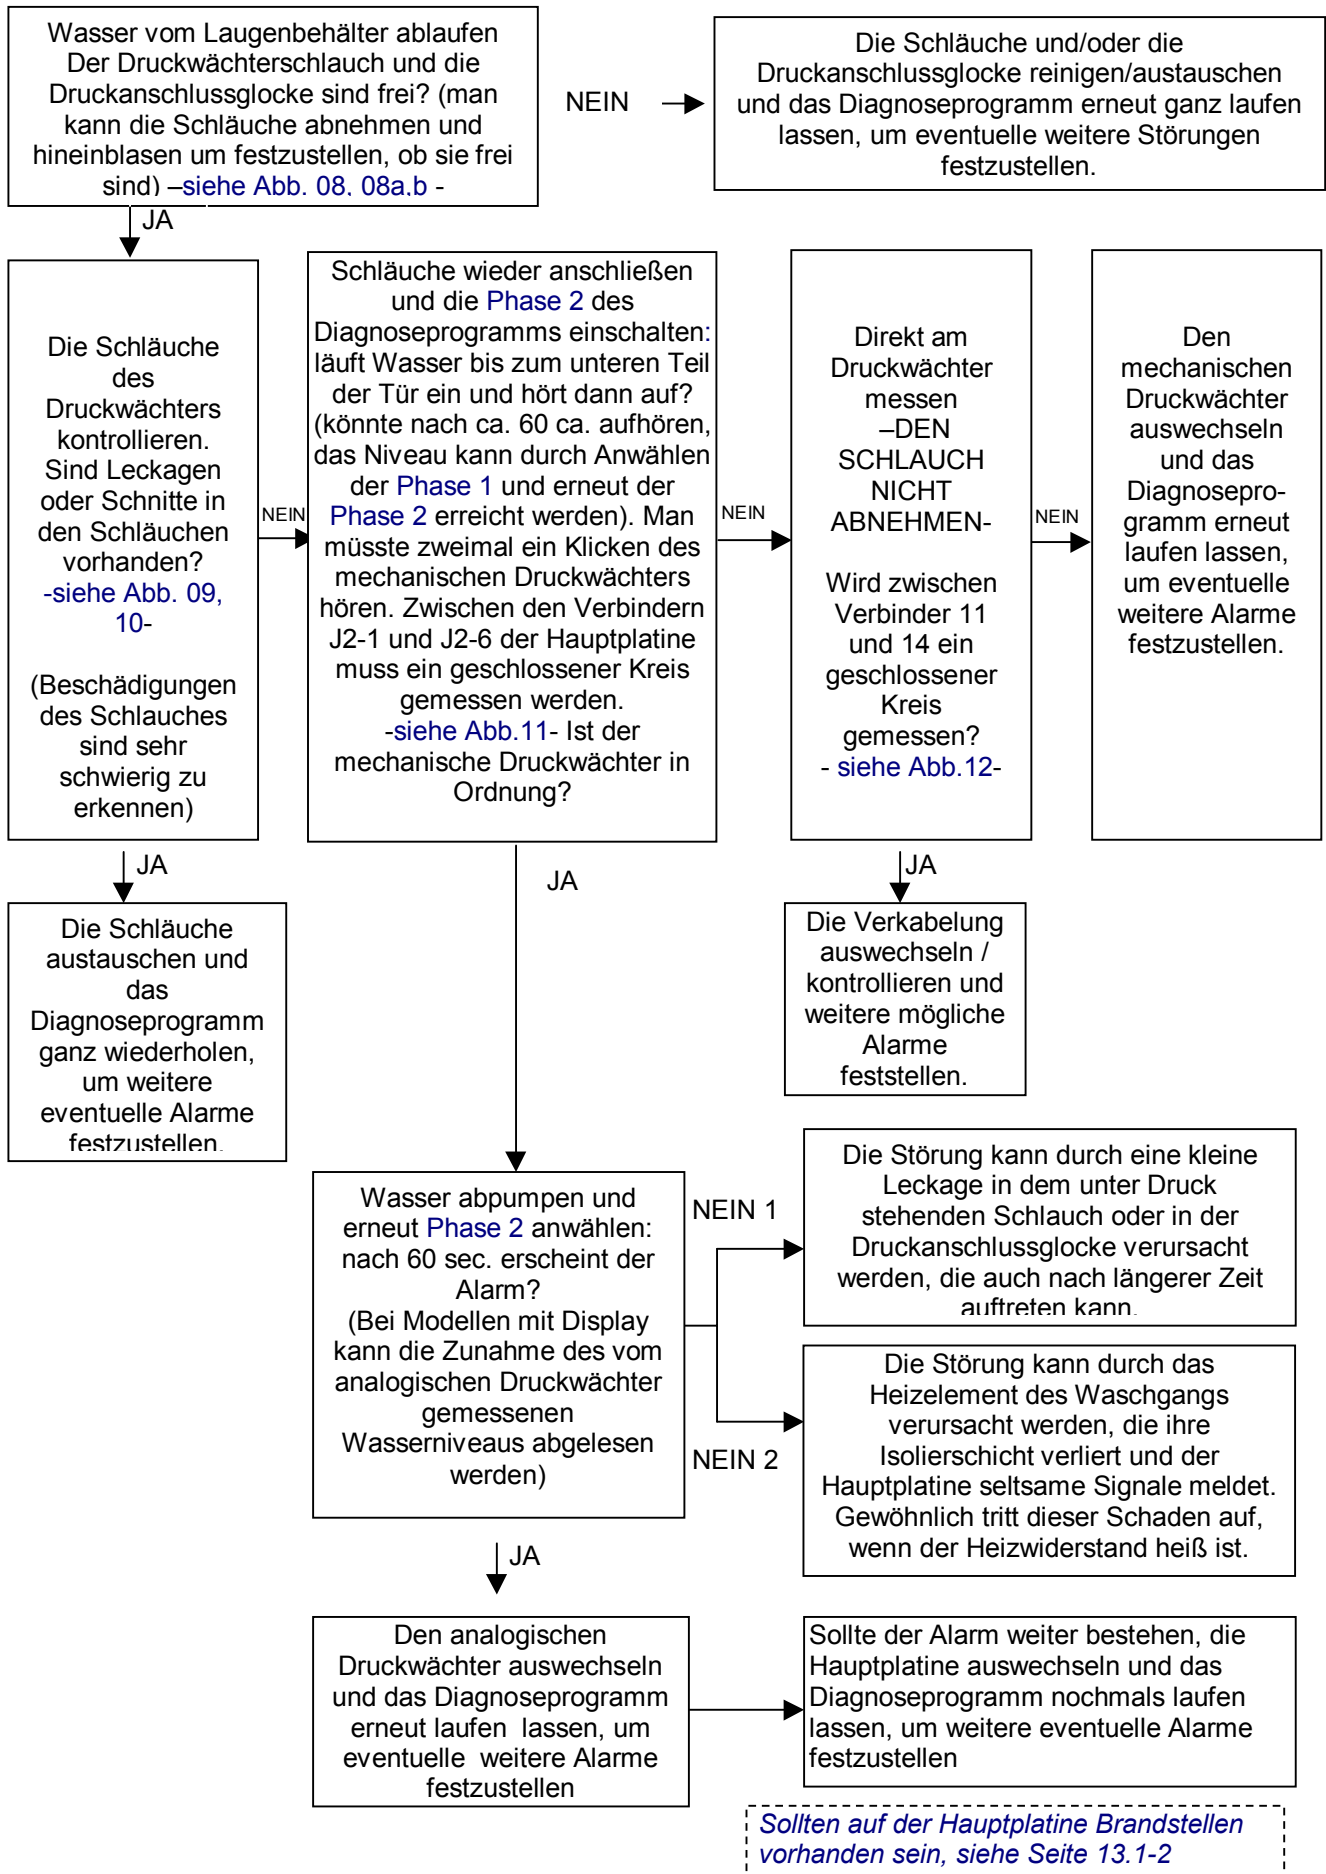 Wasser vom Laugenbehälter ablaufen
Der Druckwächterschlauch und die
Druckanschlussglocke sind frei? (man
kann die Schläuche abnehmen und
hineinblasen um festzustellen, ob sie frei
sind) –siehe Abb. 08, 08a,b -
NEIN
Die Schläuche und/oder die
Druckanschlussglocke reinigen/austauschen
und das Diagnoseprogramm erneut ganz laufen
lassen, um eventuelle weitere Störungen
festzustellen.
JA
Die Schläuche
des
Druckwächters
kontrollieren.
Sind Leckagen
oder Schnitte in
den Schläuchen
vorhanden?
-siehe Abb. 09,
10-
(Beschädigungen
des Schlauches
sind sehr
schwierig zu
erkennen)
NEIN
Schläuche wieder anschließen
und die Phase 2 des
Diagnoseprogramms einschalten:
läuft Wasser bis zum unteren Teil
der Tür ein und hört dann auf?
(könnte nach ca. 60 ca. aufhören,
das Niveau kann durch Anwählen
der Phase 1 und erneut der
Phase 2 erreicht werden). Man
müsste zweimal ein Klicken des
mechanischen Druckwächters
hören. Zwischen den Verbindern
J2-1 und J2-6 der Hauptplatine
muss ein geschlossener Kreis
gemessen werden.
-siehe Abb.11- Ist der
mechanische Druckwächter in
Ordnung?
NEIN
Direkt am
Druckwächter
messen
–DEN
SCHLAUCH
NICHT
ABNEHMEN-
Wird zwischen
Verbinder 11
und 14 ein
geschlossener
Kreis
gemessen?
- siehe Abb.12-
NEIN
Den
mechanischen
Druckwächter
auswechseln
und das
Diagnosepro-
gramm erneut
laufen lassen,
um eventuelle
weitere Alarme
festzustellen.
JA
JA
JA
Die Schläuche
austauschen und
das
Diagnoseprogramm
ganz wiederholen,
um weitere
eventuelle Alarme
festzustellen.
Die Verkabelung
auswechseln /
kontrollieren und
weitere mögliche
Alarme
feststellen.
Wasser abpumpen und
erneut Phase 2 anwählen:
nach 60 sec. erscheint der
Alarm?
(Bei Modellen mit Display
kann die Zunahme des vom
analogischen Druckwächter
gemessenen
Wasserniveaus abgelesen
werden)
NEIN 1
Die Störung kann durch eine kleine
Leckage in dem unter Druck
stehenden Schlauch oder in der
Druckanschlussglocke verursacht
werden, die auch nach längerer Zeit
auftreten kann.
NEIN 2
Die Störung kann durch das
Heizelement des Waschgangs
verursacht werden, die ihre
Isolierschicht verliert und der
Hauptplatine seltsame Signale meldet.
Gewöhnlich tritt dieser Schaden auf,
wenn der Heizwiderstand heiß ist.
JA
Den analogischen
Druckwächter auswechseln
und das Diagnoseprogramm
erneut laufen lassen, um
eventuelle weitere Alarme
festzustellen
Sollte der Alarm weiter bestehen, die
Hauptplatine auswechseln und das
Diagnoseprogramm nochmals laufen
lassen, um weitere eventuelle Alarme
festzustellen
Sollten auf der Hauptplatine Brandstellen
vorhanden sein, siehe Seite 13.1-2